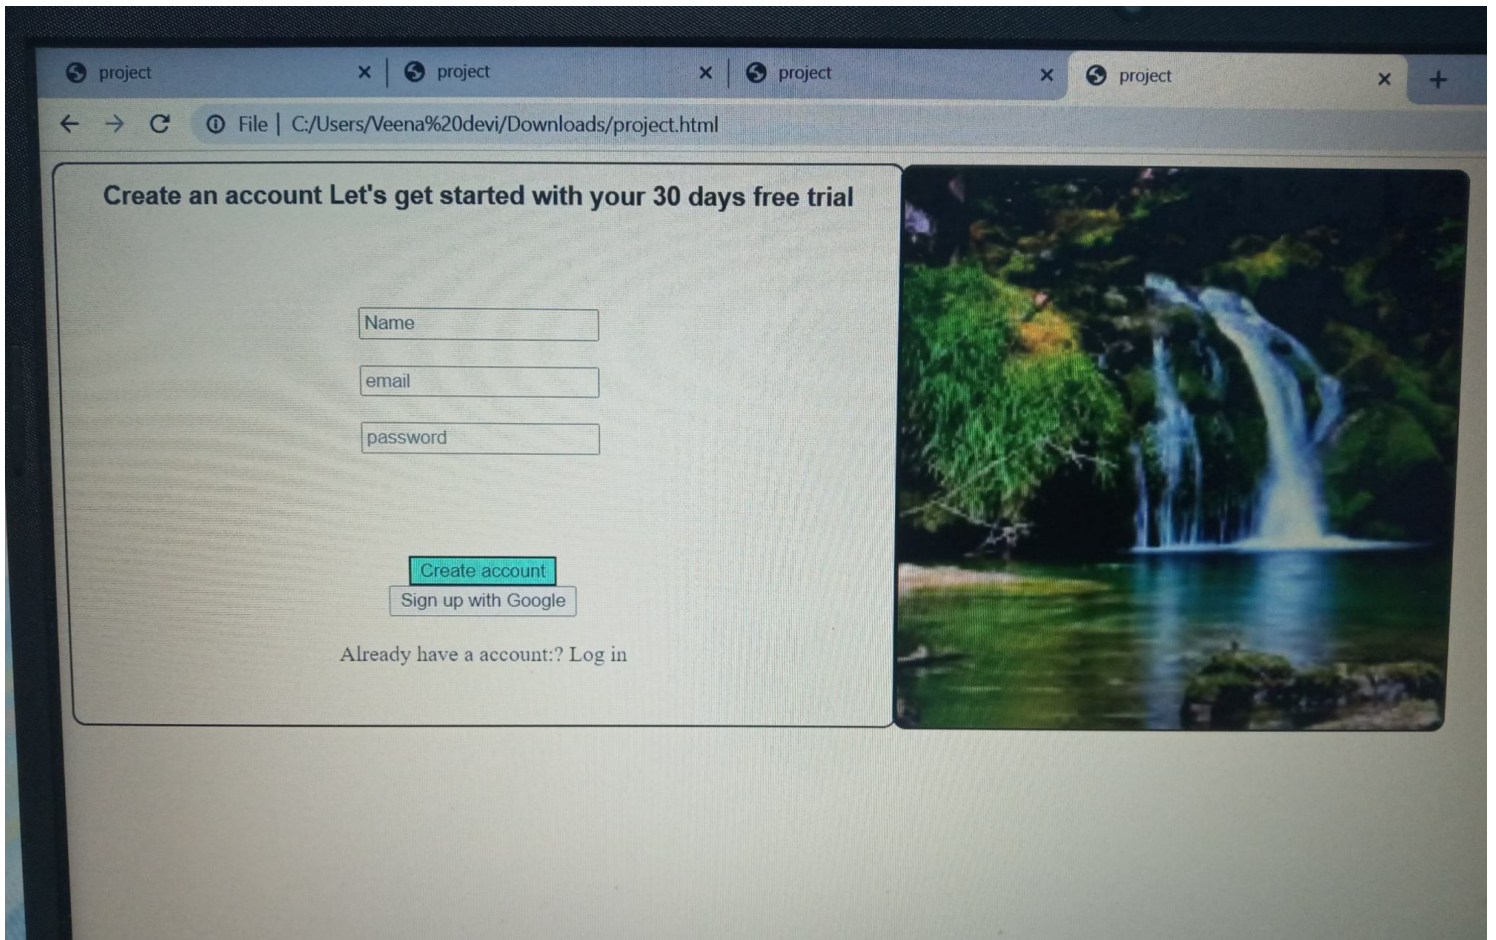 project
project
project
project
File | C:/Users/Veena%20devi/Downloads/project.html
Create an account Let's get started with your 30 days free trial
Name
email
password
Create account
Sign up with Google
Already have a account:? Log in